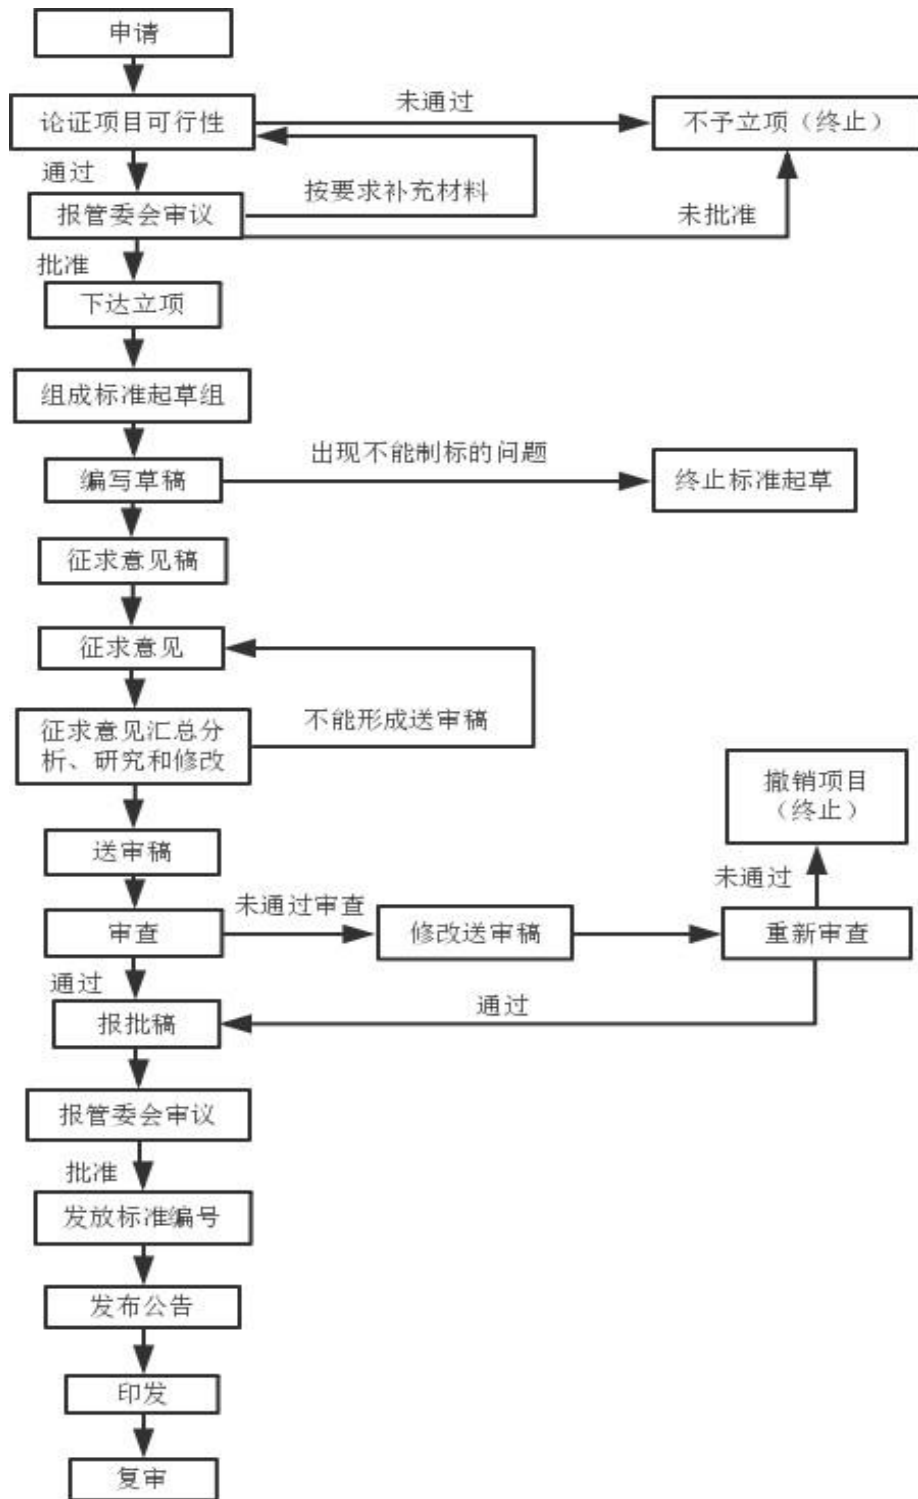 申请
论证项目可行性
未通过
不予立项（终止）
通过
按要求补充材料
报管委会审议
未批准
批准
下达立项
组成标准起草组
出现不能制标的问题
编写草稿
终止标准起草
征求意见稿
征求意见
不能形成送审稿
征求意见汇总分
析、研究和修改
撤销项目
（终止）
送审稿
未通过
未通过审查
审查
修改送审稿
重新审查
通过
通过
报批稿
报管委会审议
批准
发放标准编号
发布公告
印发
复审